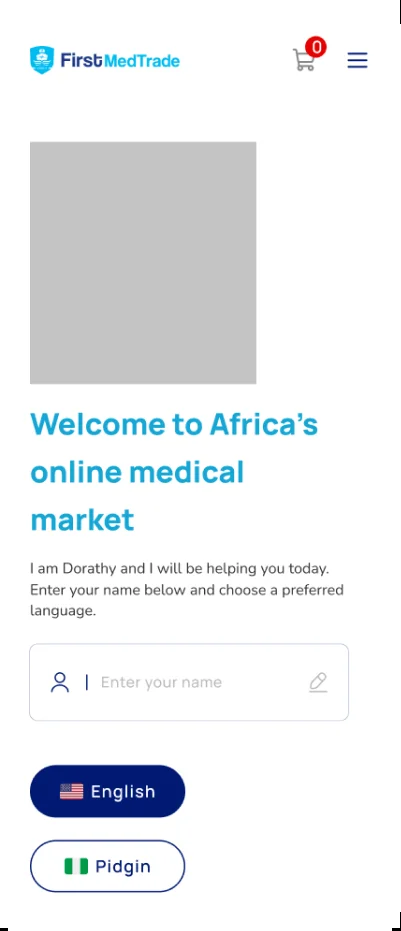 FirstMedTrade
0
Welcome to Africa's
online medical
market
I am Dorathy and I will be helping you today.
Enter your name below and choose a preferred
language.
Enter your name
English
Pidgin